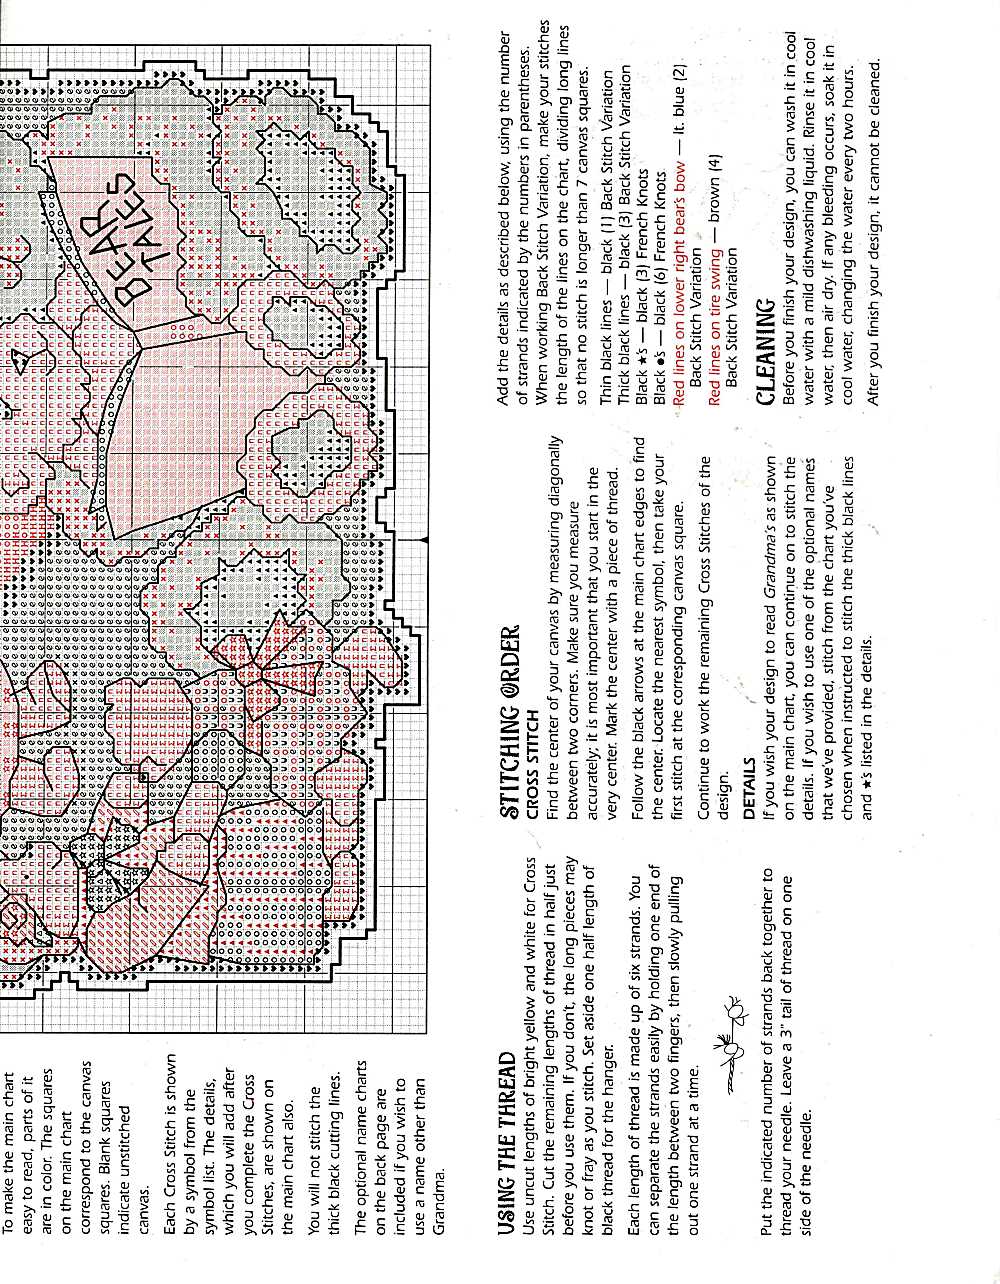 To make the main chart
easy to read, parts of it
are in color. The squares
on the main chart
correspond to the canvas
squares. Blank squares
indicate unstitched
canvas.
Each Cross Stitch is shown
by a symbol from the
symbol list. The details,
which you will add after
you complete the Cross
Stitches, are shown on
the main chart also.
You will not stitch the
thick black cutting lines.
The optional name charts
on the back page are
included if you wish to
use a name other than
Grandma.
BEAR
TALES
USING THE THREAD
Use uncut lengths of bright yellow and white for Cross
Stitch. Cut the remaining lengths of thread in half just
before you use them. If you don't, the long pieces may
knot or fray as you stitch. Set aside one half length of
black thread for the hanger.
Each length of thread is made up of six strands. You
can separate the strands easily by holding one end of
the length between two fingers, then slowly pulling
out one strand at a time.
Put the indicated number of strands back together to
thread your needle. Leave a 3" tail of thread on one
side of the needle.
STITCHING ORDER
CROSS STITCH
Find the center of your canvas by measuring diagonally
between two corners. Make sure you measure
accurately; it is most important that you start in the
very center. Mark the center with a piece of thread.
Follow the black arrows at the main chart edges to find
the center. Locate the nearest symbol, then take your
first stitch at the corresponding canvas square.
Continue to work the remaining Cross Stitches of the
design.
DETAILS
If you wish your design to read Grandma's as shown
on the main chart, you can continue on to stitch the
details. If you wish to use one of the optional names
that we've provided, stitch from the chart you've
chosen when instructed to stitch the thick black lines
and ★'s listed in the details.
Add the details as described below, using the number
of strands indicated by the numbers in parentheses.
When working Back Stitch Variation, make your stitches
the length of the lines on the chart, dividing long lines
so that no stitch is longer than 7 canvas squares.
Thin black lines — black (1) Back Stitch Variation
Thick black lines — black (3) Back Stitch Variation
Black ★'s — black (3) French Knots
Black ●'s — black (6) French Knots
Red lines on lower right bear's bow — lt. blue (2)
Back Stitch Variation
Red lines on tire swing — brown (4)
Back Stitch Variation
CLEANING
Before you finish your design, you can wash it in cool
water with a mild dishwashing liquid. Rinse it in cool
water, then air dry. If any bleeding occurs, soak it in
cool water, changing the water every two hours.
After you finish your design, it cannot be cleaned.